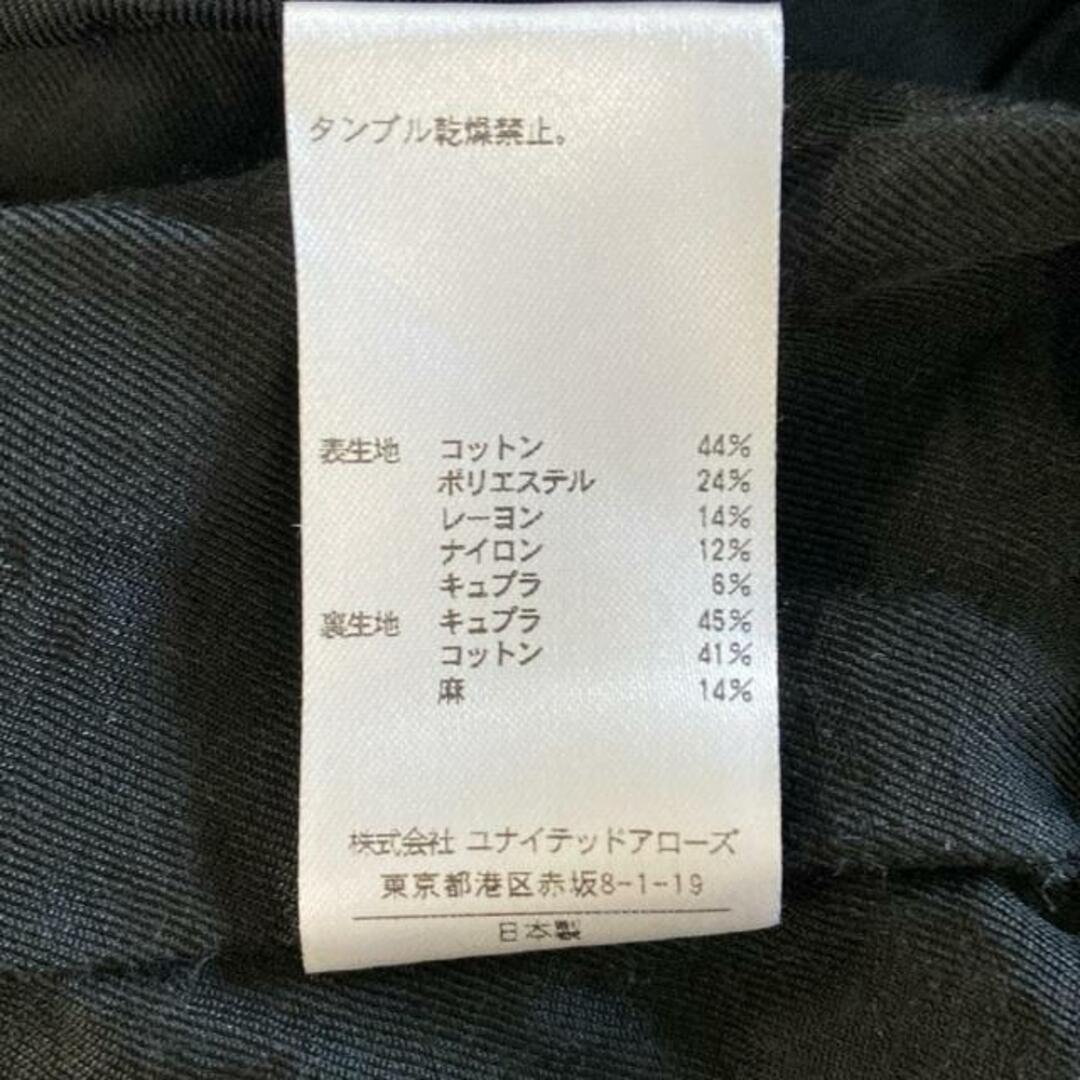 タンブル乾燥禁止。
表生地 コットン 44%
ポリエステル 24%
レーヨン 14%
ナイロン 12%
キュプラ 6%
裏生地 キュプラ 45%
コットン 41%
麻 14%
株式会社 ユナイテッドアローズ
東京都港区赤坂8-1-19
日本製